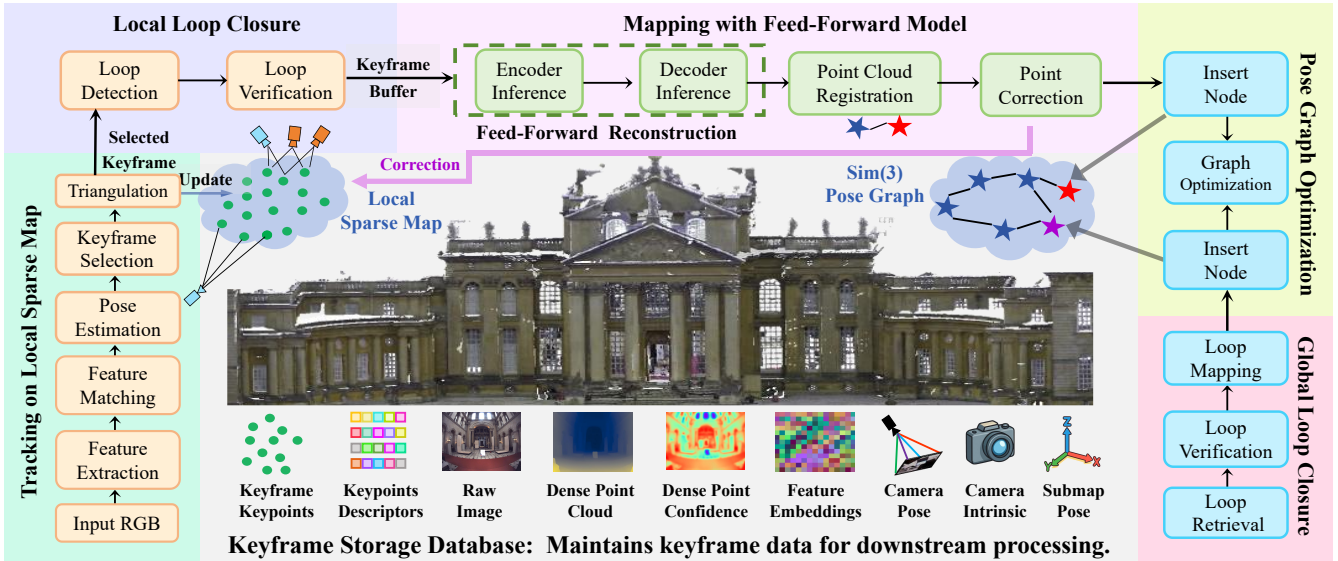 Local Loop Closure
Loop
Detection
Loop
Verification
Keyframe
Buffer
Selected
Keyframe
Mapping with Feed-Forward Model
Encoder
Inference
Decoder
Inference
Feed-Forward Reconstruction
Point Cloud
Registration
Point
Correction
Correction
Pose Graph Optimization
Insert
Node
Graph
Optimization
Insert
Node
Sim(3)
Pose Graph
Tracking on Local Sparse Map
Triangulation
Update
Local
Sparse Map
Keyframe
Selection
Pose
Estimation
Feature
Matching
Feature
Extraction
Input RGB
Global Loop Closure
Loop
Mapping
Loop
Verification
Loop
Retrieval
Keyframe
Keypoints
Keypoints
Descriptors
Raw
Image
Dense Point
Cloud
Dense Point
Confidence
Feature
Embeddings
Camera
Pose
Camera
Intrinsic
Z
Y
X
Submap
Pose
Keyframe Storage Database: Maintains keyframe data for downstream processing.